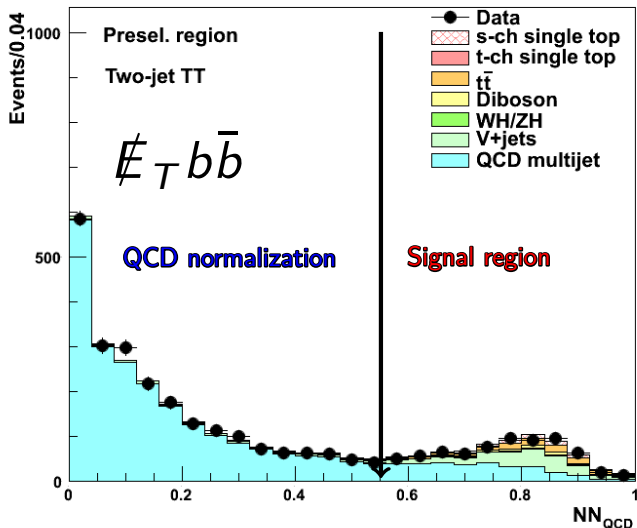 Events/0.04
1000
500
0
Presel. region
Two-jet TT
E̸_T bb̄
QCD normalization
Signal region
Data
s-ch single top
t-ch single top
tt̄
Diboson
WH/ZH
V+jets
QCD multijet
0 0.2 0.4 0.6 0.8 1
NN_QCD